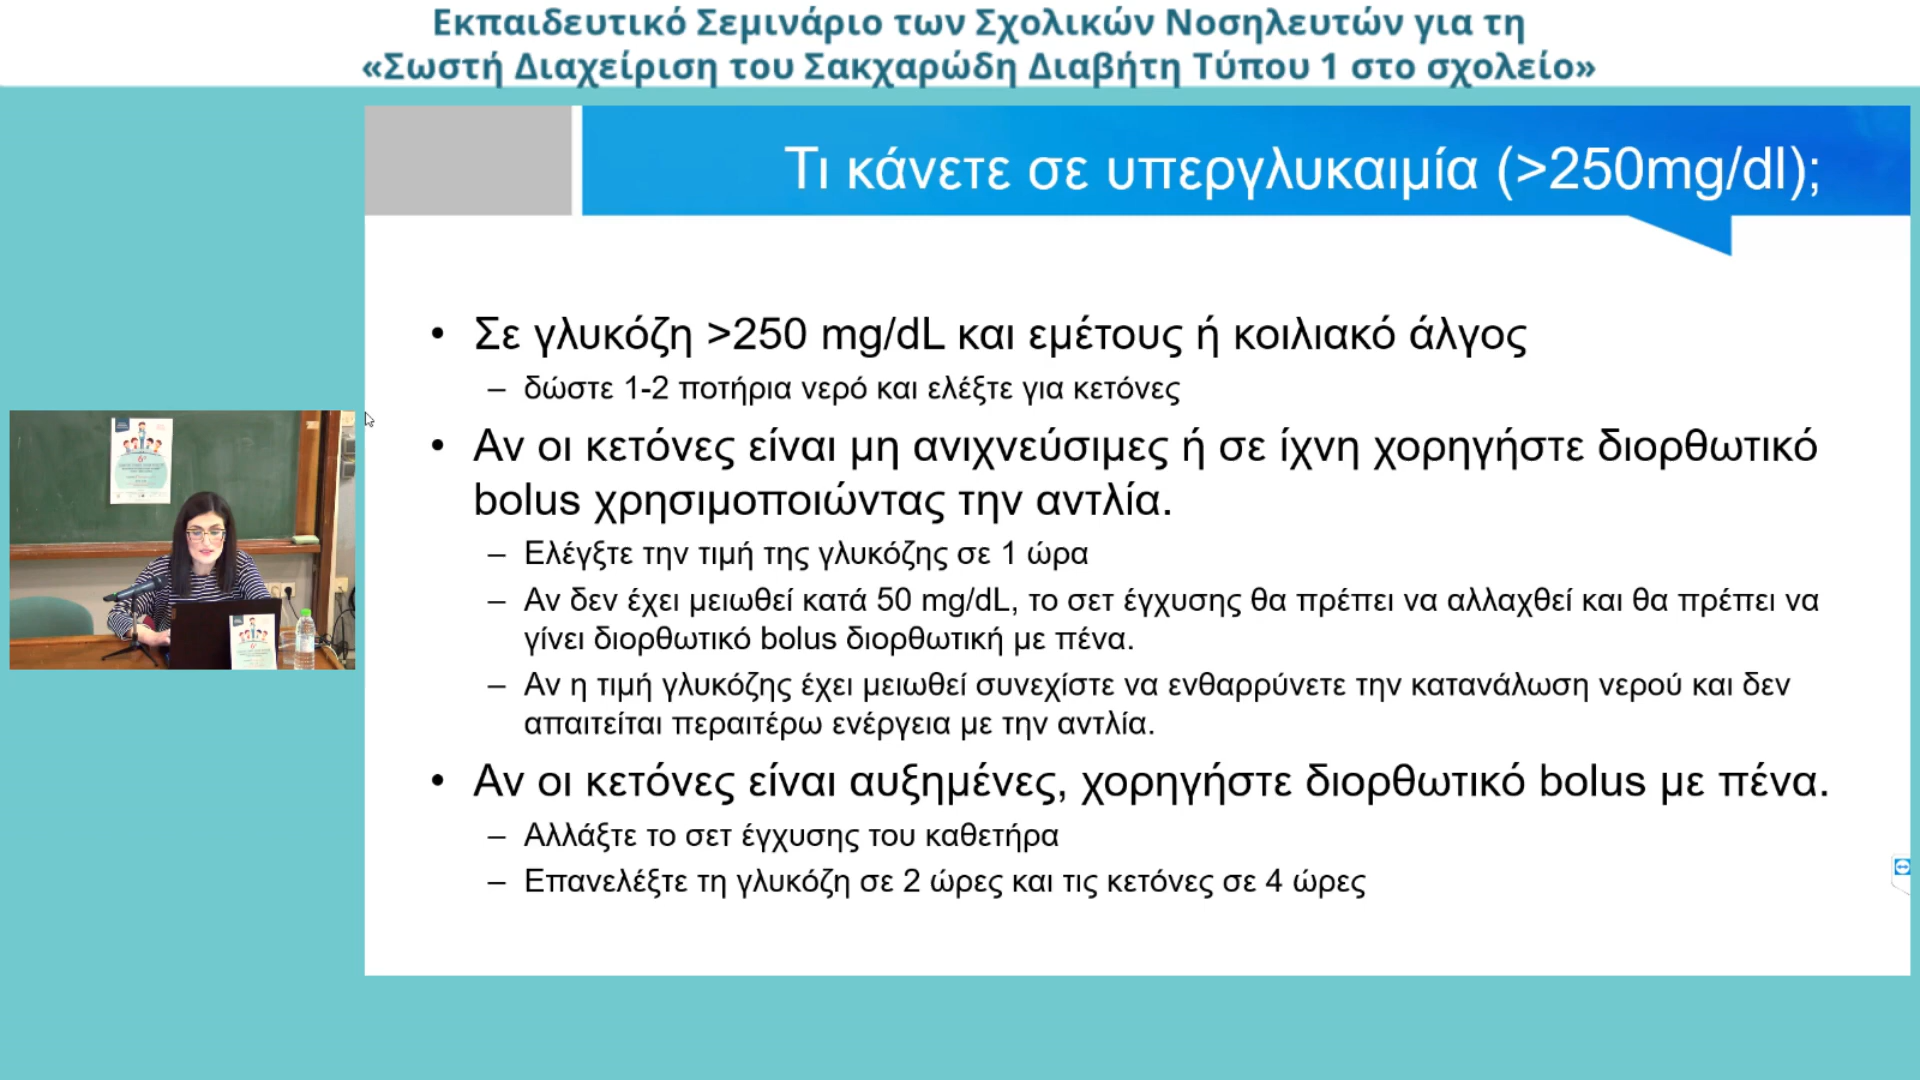 Εκπαιδευτικό Σεμινάριο των Σχολικών Νοσηλευτών για τη
«Σωστή Διαχείριση του Σακχαρώδη Διαβήτη Τύπου 1 στο σχολείο»
Τι κάνετε σε υπεργλυκαιμία (>250mg/dl);
• Σε γλυκόζη >250 mg/dL και εμέτους ή κοιλιακό άλγος
– δώστε 1-2 ποτήρια νερό και ελέξτε για κετόνες
• Αν οι κετόνες είναι μη ανιχνεύσιμες ή σε ίχνη χορηγήστε διορθωτικό
bolus χρησιμοποιώντας την αντλία.
– Ελέγξτε την τιμή της γλυκόζης σε 1 ώρα
– Αν δεν έχει μειωθεί κατά 50 mg/dL, το σετ έγχυσης θα πρέπει να αλλαχθεί και θα πρέπει να
γίνει διορθωτικό bolus διορθωτική με πένα.
– Αν η τιμή γλυκόζης έχει μειωθεί συνεχίστε να ενθαρρύνετε την κατανάλωση νερού και δεν
απαιτείται περαιτέρω ενέργεια με την αντλία.
• Αν οι κετόνες είναι αυξημένες, χορηγήστε διορθωτικό bolus με πένα.
– Αλλάξτε το σετ έγχυσης του καθετήρα
– Επανελέξτε τη γλυκόζη σε 2 ώρες και τις κετόνες σε 4 ώρες